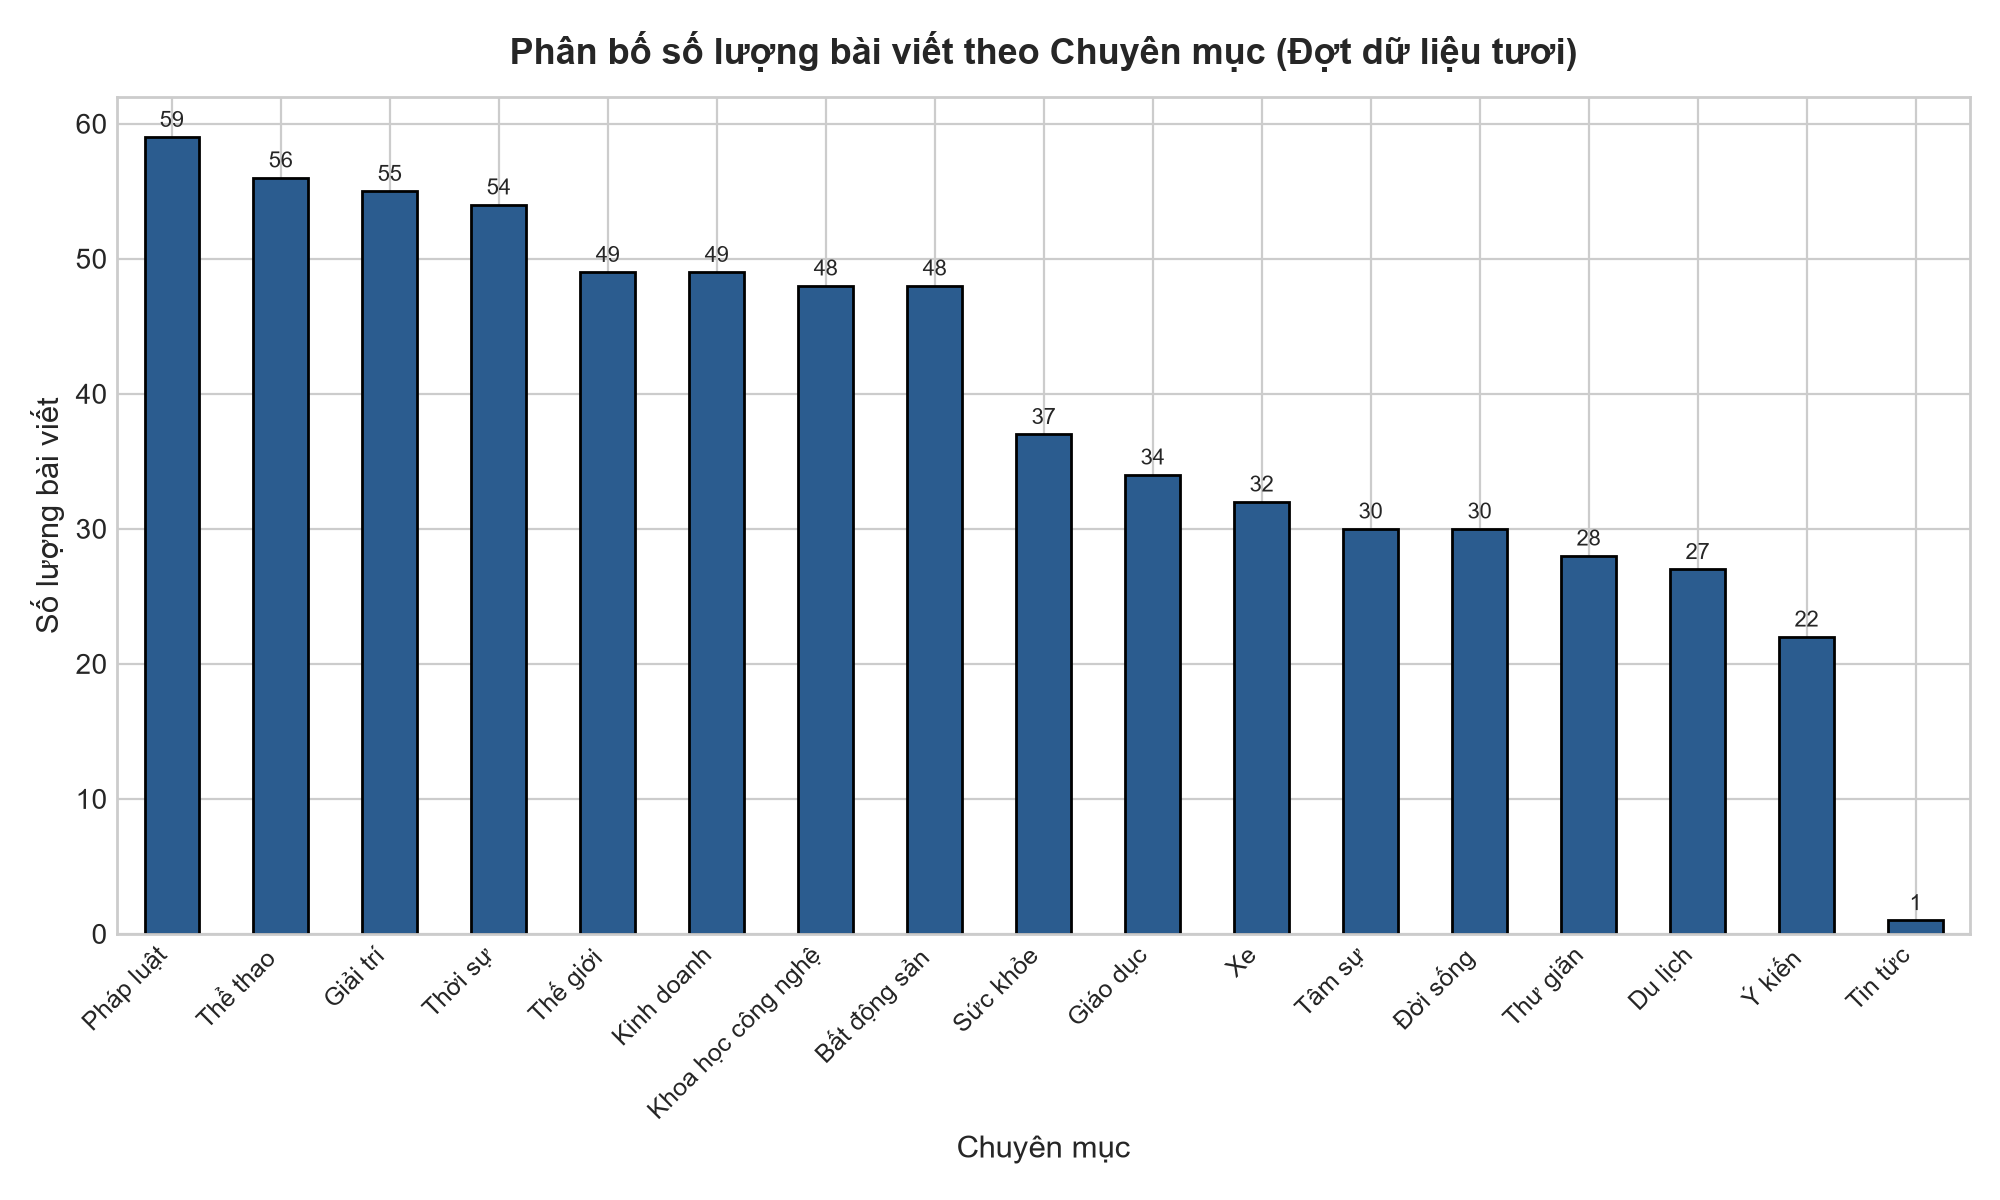 Phân bố số lượng bài viết theo Chuyên mục (Đợt dữ liệu tươi)
Số lượng bài viết
60
50
40
30
20
10
0
59
56
55
54
49
49
48
48
37
34
32
30
30
28
27
22
1
Pháp luật
Thể thao
Giải trí
Thời sự
Thế giới
Kinh doanh
Khoa học công nghệ
Bất động sản
Sức khỏe
Giáo dục
Xe
Tâm sự
Đời sống
Thư giãn
Du lịch
Ý kiến
Tin tức
Chuyên mục